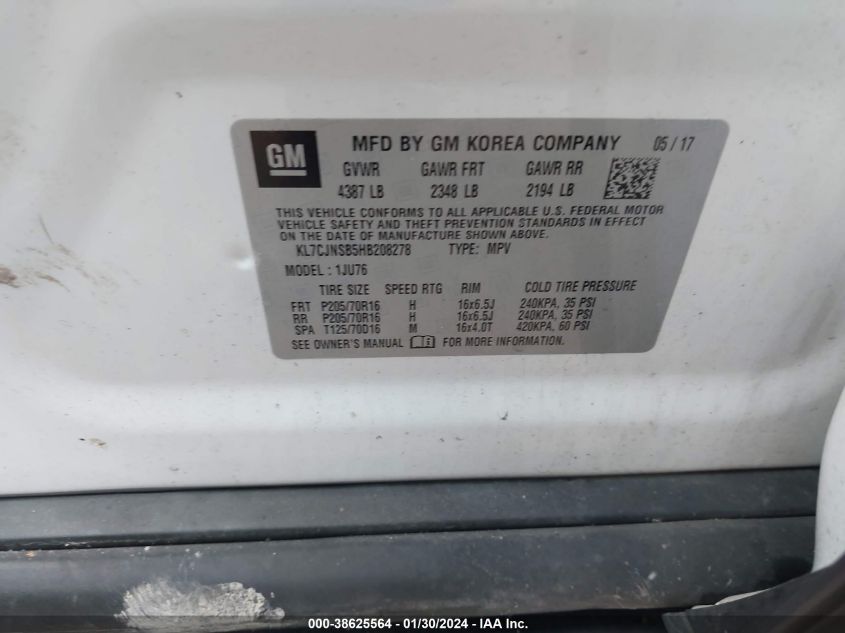 GM
MFD BY GM KOREA COMPANY 05 / 17
GVWR GAWR FRT GAWR RR
4387 LB 2348 LB 2194 LB
THIS VEHICLE CONFORMS TO ALL APPLICABLE U.S. FEDERAL MOTOR
VEHICLE SAFETY AND THEFT PREVENTION STANDARDS IN EFFECT
ON THE DATE OF MANUFACTURE SHOWN ABOVE.
KL7CJNSB5HB208278 TYPE: MPV
MODEL : 1JU76
TIRE SIZE SPEED RTG RIM COLD TIRE PRESSURE
FRT P205/70R16 H 16x6.5J 240KPA, 35 PSI
RR P205/70R16 H 16x6.5J 240KPA, 35 PSI
SPA T125/70D16 M 16x4.0T 420KPA, 60 PSI
SEE OWNER'S MANUAL FOR MORE INFORMATION.
000-38625564 / 01/30/2024 / © IAA Inc.